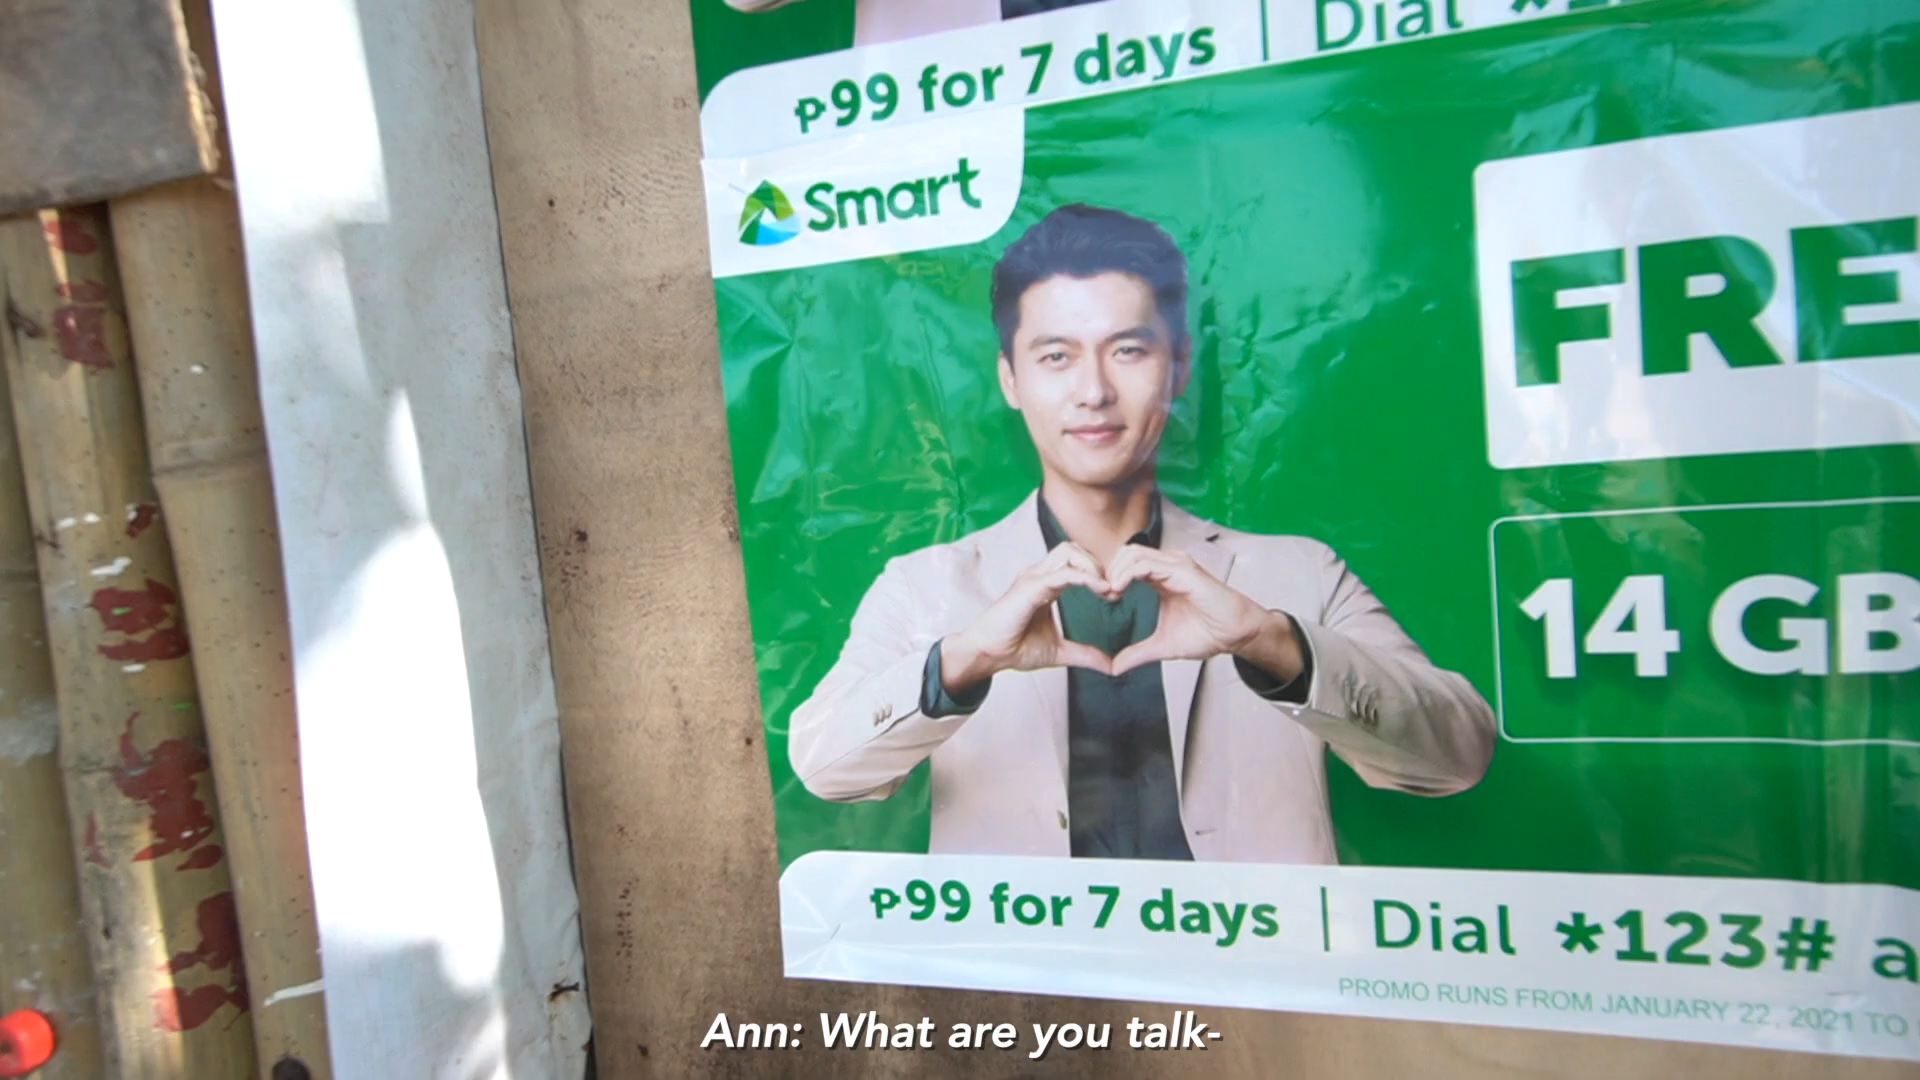 ₱99 for 7 days | Dial
Smart
FRE
14 GB
₱99 for 7 days | Dial *123# a
PROMO RUNS FROM JANUARY 22, 2021 TO
Ann: What are you talk-